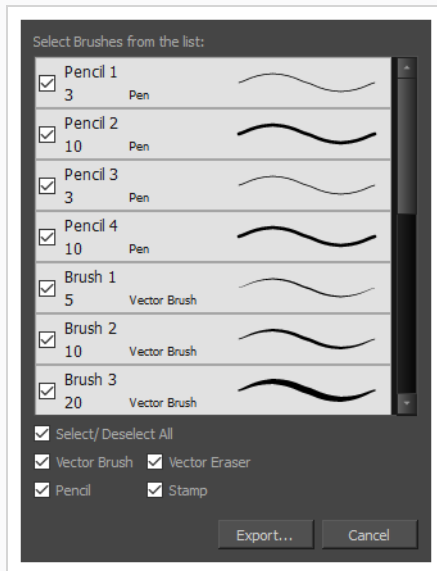 Select Brushes from the list:
Pencil 1
3 Pen
Pencil 2
10 Pen
Pencil 3
3 Pen
Pencil 4
10 Pen
Brush 1
5 Vector Brush
Brush 2
10 Vector Brush
Brush 3
20 Vector Brush
Select/ Deselect All
Vector Brush Vector Eraser
Pencil Stamp
Export... Cancel